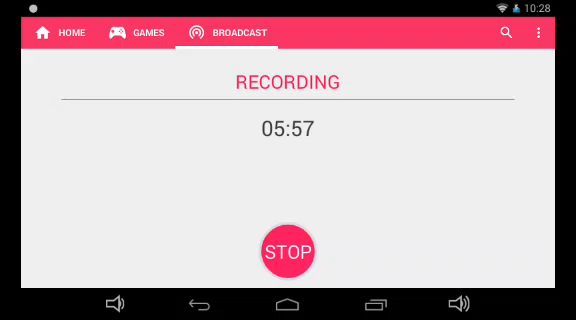 10:28
HOME GAMES BROADCAST
RECORDING
05:57
STOP